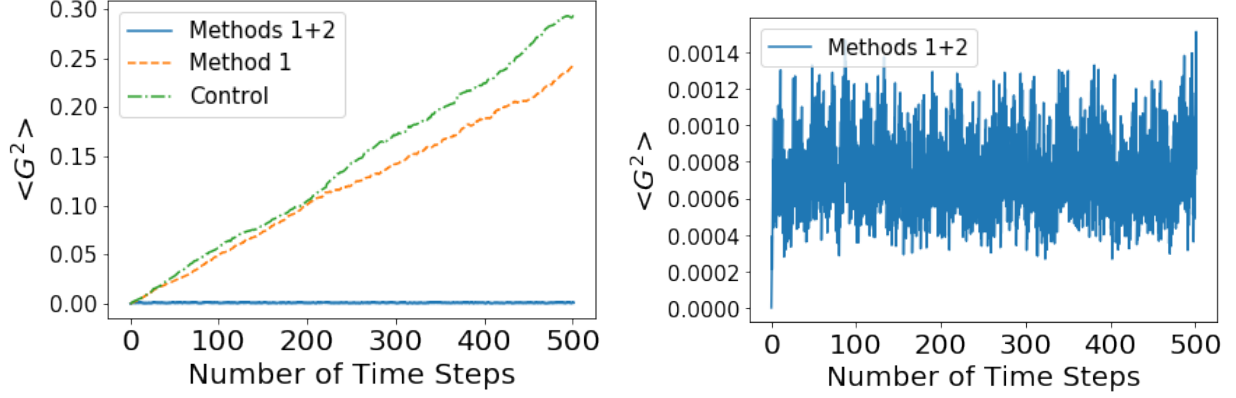 0.30
0.25
0.20
0.15
0.10
0.05
0.00
<G²>
Methods 1+2
Method 1
Control
0 100 200 300 400 500
Number of Time Steps
0.0014
0.0012
0.0010
0.0008
0.0006
0.0004
0.0002
0.0000
<G²>
Methods 1+2
0 100 200 300 400 500
Number of Time Steps